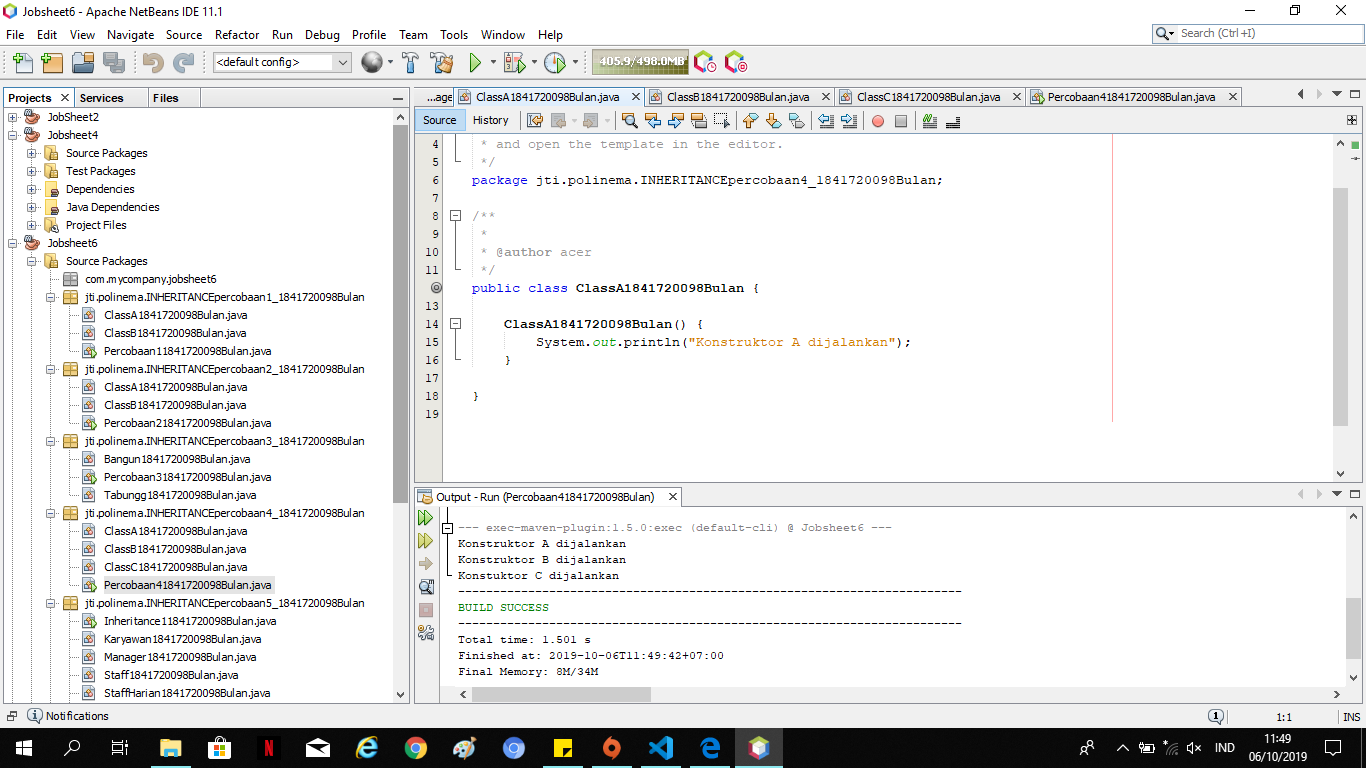 Jobsheet6 - Apache NetBeans IDE 11.1
File Edit View Navigate Source Refactor Run Debug Profile Team Tools Window Help
Search (Ctrl+I)
<default config>
405.9/498.0MB
Projects
Services
Files
JobSheet2
Jobsheet4
Source Packages
Test Packages
Dependencies
Java Dependencies
Project Files
Jobsheet6
Source Packages
com.mycompany.jobsheet6
jti.polinema.INHERITANCEpercobaan1_1841720098Bulan
ClassA1841720098Bulan.java
ClassB1841720098Bulan.java
Percobaan11841720098Bulan.java
jti.polinema.INHERITANCEpercobaan2_1841720098Bulan
ClassA1841720098Bulan.java
ClassB1841720098Bulan.java
Percobaan21841720098Bulan.java
jti.polinema.INHERITANCEpercobaan3_1841720098Bulan
Bangun1841720098Bulan.java
Percobaan31841720098Bulan.java
Tabungg1841720098Bulan.java
jti.polinema.INHERITANCEpercobaan4_1841720098Bulan
ClassA1841720098Bulan.java
ClassB1841720098Bulan.java
ClassC1841720098Bulan.java
Percobaan41841720098Bulan.java
jti.polinema.INHERITANCEpercobaan5_1841720098Bulan
Inheritance11841720098Bulan.java
Karyawan1841720098Bulan.java
Manager1841720098Bulan.java
Staff1841720098Bulan.java
StaffHarian1841720098Bulan.java
...age
ClassA1841720098Bulan.java
ClassB1841720098Bulan.java
ClassC1841720098Bulan.java
Percobaan41841720098Bulan.java
Source
History
4 * and open the template in the editor.
5 */
6 package jti.polinema.INHERITANCEpercobaan4_1841720098Bulan;
7
8 /**
9 *
10 * @author acer
11 */
public class ClassA1841720098Bulan {
13
14 ClassA1841720098Bulan() {
15 System.out.println("Konstruktor A dijalankan");
16 }
17
18 }
19
Output - Run (Percobaan41841720098Bulan)
--- exec-maven-plugin:1.5.0:exec (default-cli) @ Jobsheet6 ---
Konstruktor A dijalankan
Konstruktor B dijalankan
Konstuktor C dijalankan
------------------------------------------------------------------------
BUILD SUCCESS
------------------------------------------------------------------------
Total time: 1.501 s
Finished at: 2019-10-06T11:49:42+07:00
Final Memory: 8M/34M
Notifications
1:1
INS
IND
11:49
06/10/2019